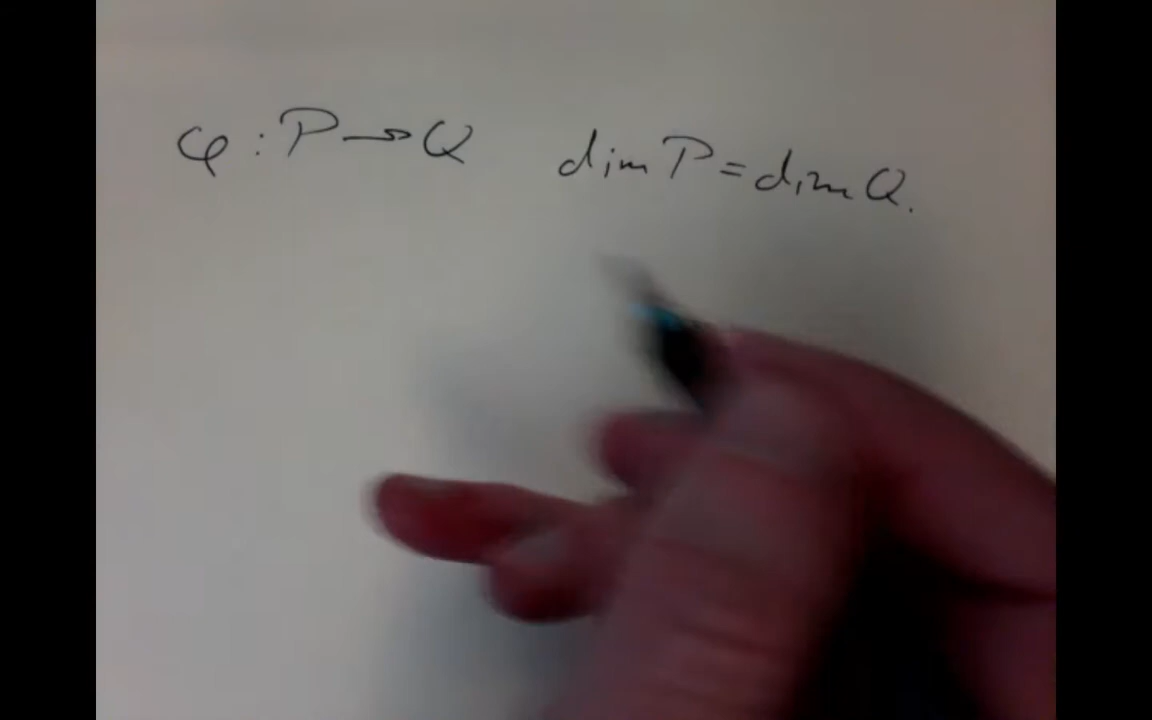 φ : P → Q   dim P = dim Q.